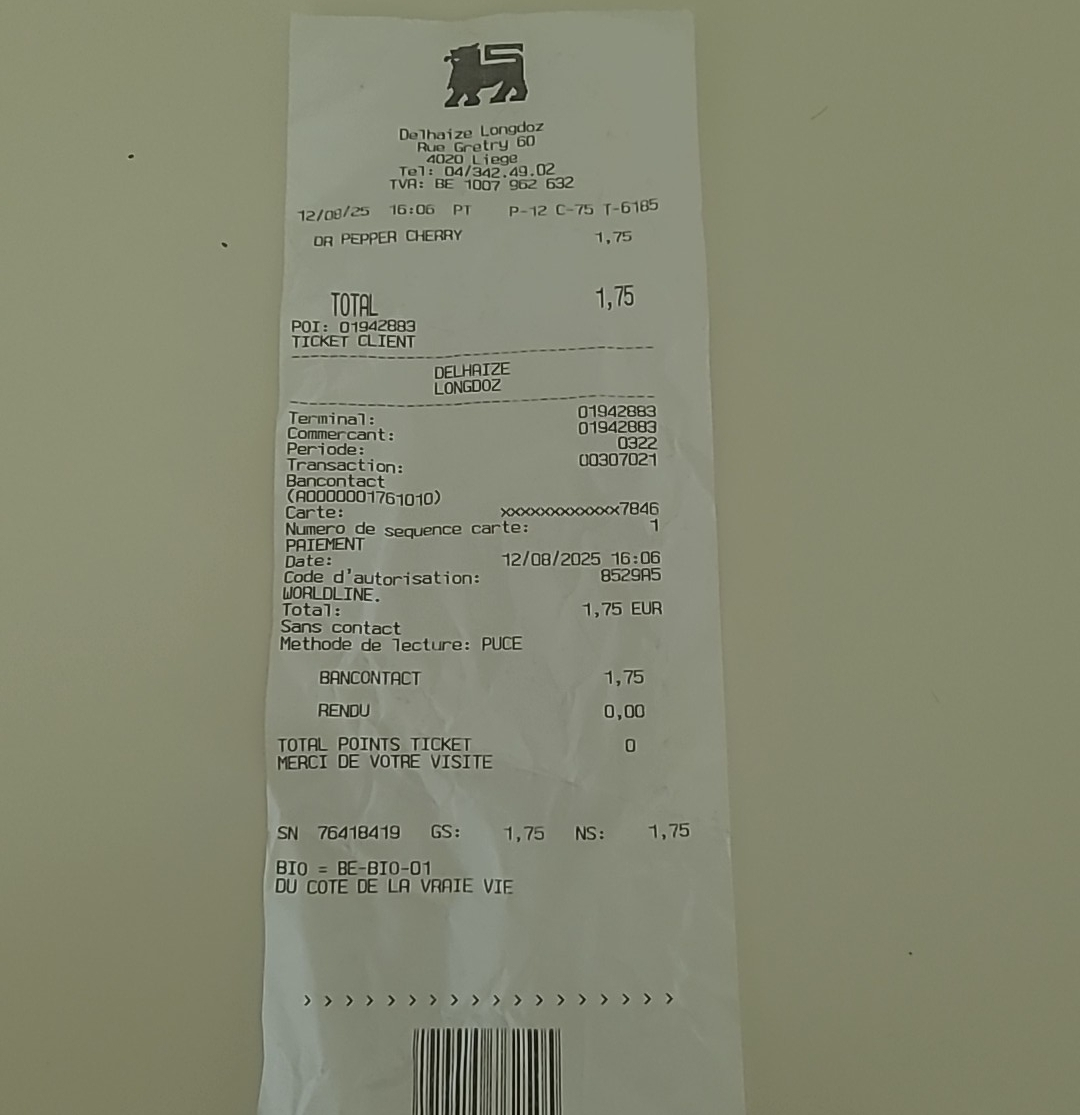 Delhaize Longdoz
Rue Gretry 60
4020 Liege
Tel: 04/342.49.02
TVA: BE 1007 962 632
12/08/25 16:06 PT P-12 C-75 T-6185
DR PEPPER CHERRY 1,75
TOTAL 1,75
POI: 01942883
TICKET CLIENT
DELHAIZE
LONGDOZ
Terminal: 01942883
Commercant: 01942883
Periode: 0322
Transaction: 00307021
Bancontact
(A0000001761010)
Carte: xxxxxxxxxxxxx7846
Numero de sequence carte: 1
PAIEMENT
Date: 12/08/2025 16:06
Code d'autorisation: 8529A5
WORLDLINE.
Total: 1,75 EUR
Sans contact
Methode de lecture: PUCE
BANCONTACT 1,75
RENDU 0,00
TOTAL POINTS TICKET 0
MERCI DE VOTRE VISITE
SN 76418419 GS: 1,75 NS: 1,75
BIO = BE-BIO-01
DU COTE DE LA VRAIE VIE
> > > > > > > > > > > > > > > > > >